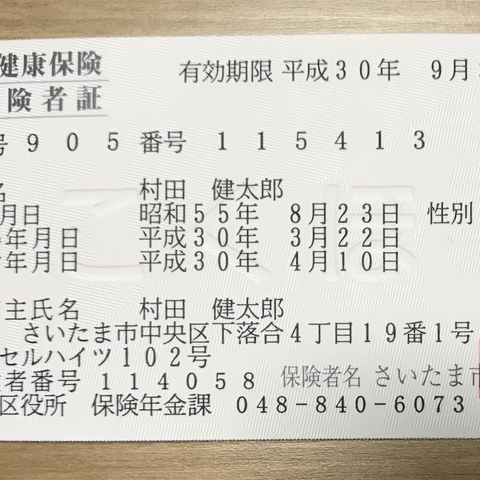 健康保険 有効期限 平成30年 9月
険者証
号 905 番号 115413
名 村田 健太郎
月日 昭和55年 8月23日 性別
年月日 平成30年 3月22日
年月日 平成30年 4月10日
主氏名 村田 健太郎
さいたま市中央区下落合4丁目19番1号
セルハイツ102号
者番号 114058 保険者名 さいたま市
区役所 保険年金課 048-840-6073